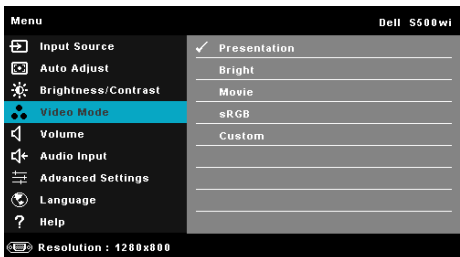 Menu Dell S500wi
Input Source
Auto Adjust
Brightness/Contrast
Video Mode
Volume
Audio Input
Advanced Settings
Language
Help
Presentation
Bright
Movie
sRGB
Custom
Resolution : 1280x800